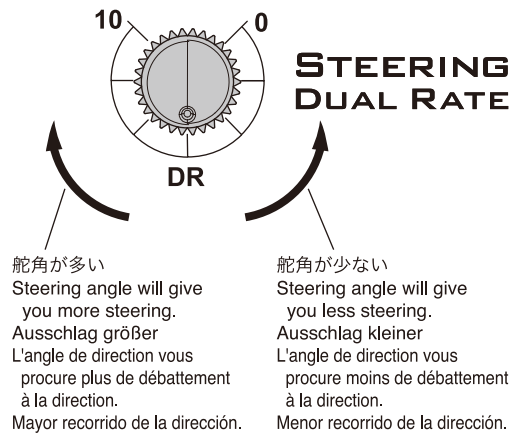 10
0
STEERING
DUAL RATE
DR
舵角が多い
Steering angle will give
you more steering.
Ausschlag größer
L'angle de direction vous
procure plus de débattement
à la direction.
Mayor recorrido de la dirección.
舵角が少ない
Steering angle will give
you less steering.
Ausschlag kleiner
L'angle de direction vous
procure moins de débattement
à la direction.
Menor recorrido de la dirección.